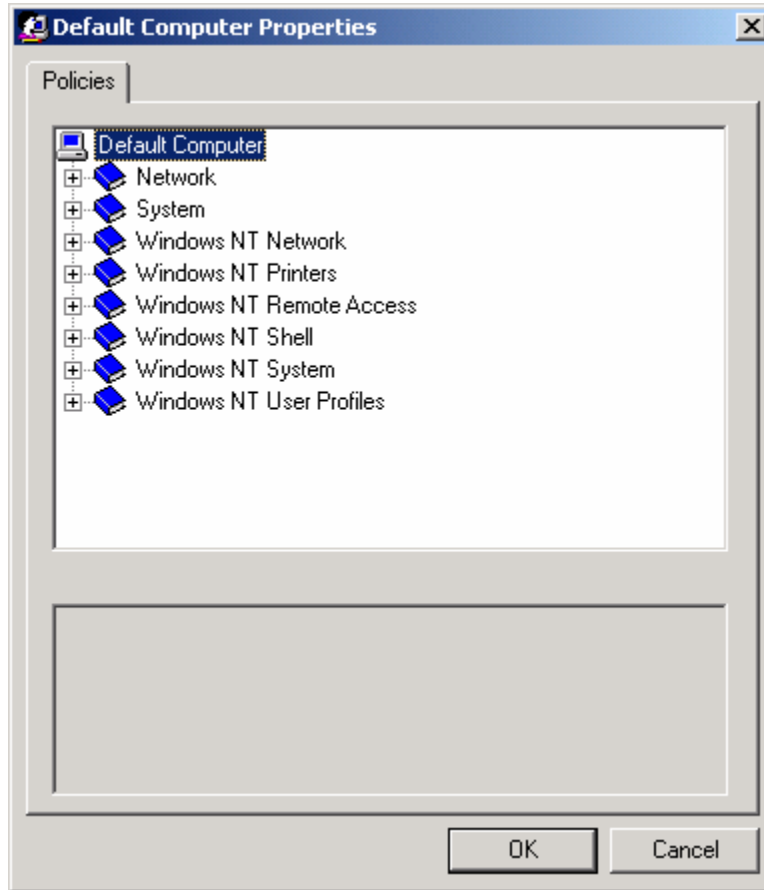 Default Computer Properties
Policies
Default Computer
Network
System
Windows NT Network
Windows NT Printers
Windows NT Remote Access
Windows NT Shell
Windows NT System
Windows NT User Profiles
OK Cancel